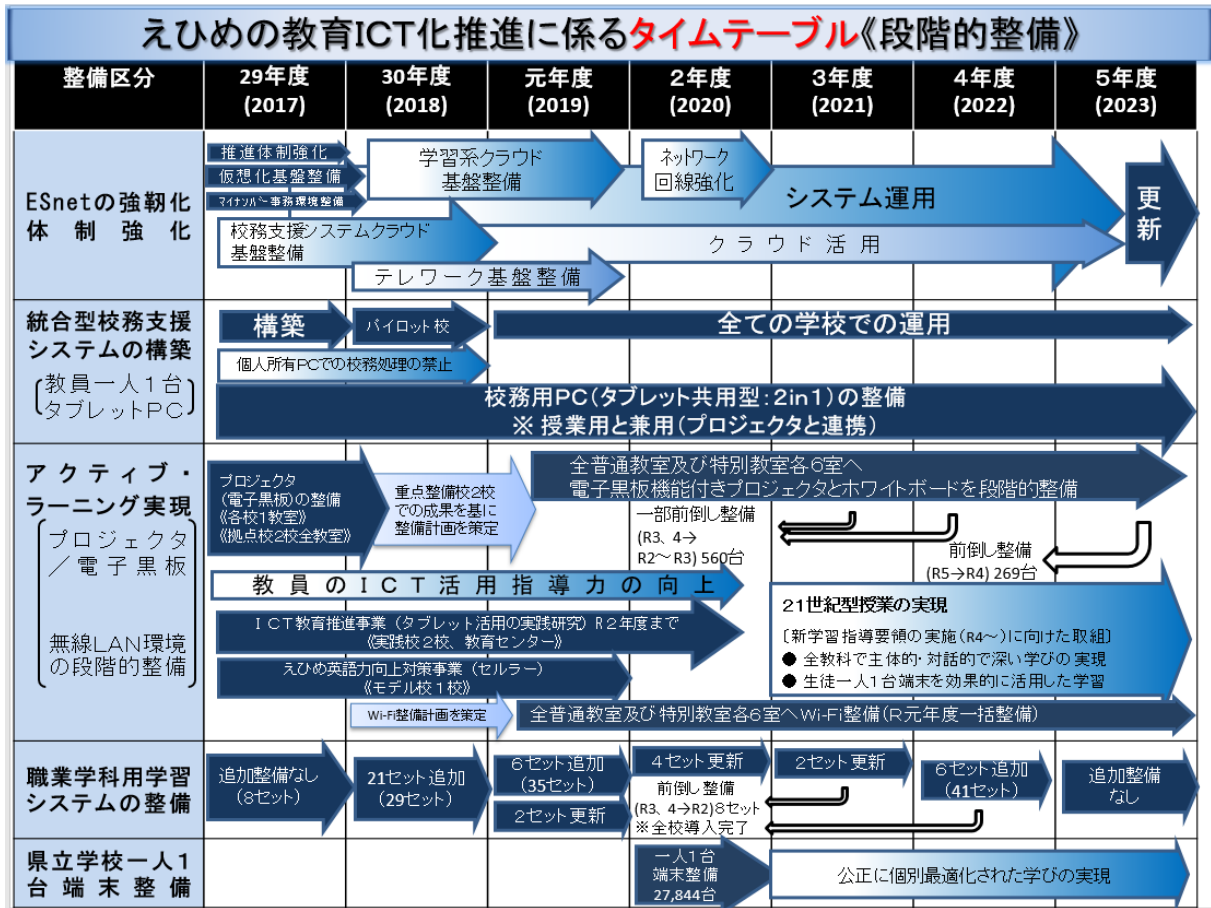 えひめの教育ICT化推進に係るタイムテーブル《段階的整備》
整備区分
29年度
(2017)
30年度
(2018)
元年度
(2019)
2年度
(2020)
3年度
(2021)
4年度
(2022)
5年度
(2023)
ESnetの強靭化
体制強化
推進体制強化
仮想化基盤整備
マイナンバー事務環境整備
学習系クラウド
基盤整備
ネットワーク
回線強化
システム運用
校務支援システムクラウド
基盤整備
クラウド活用
テレワーク基盤整備
更
新
統合型校務支援
システムの構築
教員一人1台
タブレットPC
構築
パイロット校
全ての学校での運用
個人所有PCでの校務処理の禁止
校務用PC(タブレット共用型:2in1)の整備
※ 授業用と兼用(プロジェクタと連携)
アクティブ・
ラーニング実現
プロジェクタ
/電子黒板
無線LAN環境
の段階的整備
プロジェクタ
(電子黒板)の整備
《各校1教室》
《拠点校2校全教室》
重点整備校2校
での成果を基に
整備計画を策定
全普通教室及び特別教室各6室へ
電子黒板機能付きプロジェクタとホワイトボードを段階的整備
一部前倒し整備
(R3、4→
R2~R3) 560台
前倒し整備
(R5→R4) 269台
教員のICT活用指導力の向上
ICT教育推進事業(タブレット活用の実践研究)R2年度まで
《実践校2校、教育センター》
えひめ英語力向上対策事業(セルラー)
《モデル校1校》
21世紀型授業の実現
〔新学習指導要領の実施(R4~)に向けた取組〕
● 全教科で主体的・対話的で深い学びの実現
● 生徒一人1台端末を効果的に活用した学習
Wi-Fi整備計画を策定
全普通教室及び特別教室各6室へWi-Fi整備(R元年度一括整備)
職業学科用学習
システムの整備
追加整備なし
(8セット)
21セット追加
(29セット)
6セット追加
(35セット)
2セット更新
4セット更新
前倒し整備
(R3、4→R2)8セット
※全校導入完了
2セット更新
6セット追加
(41セット)
追加整備
なし
県立学校一人1
台端末整備
一人1台
端末整備
27,844台
公正に個別最適化された学びの実現